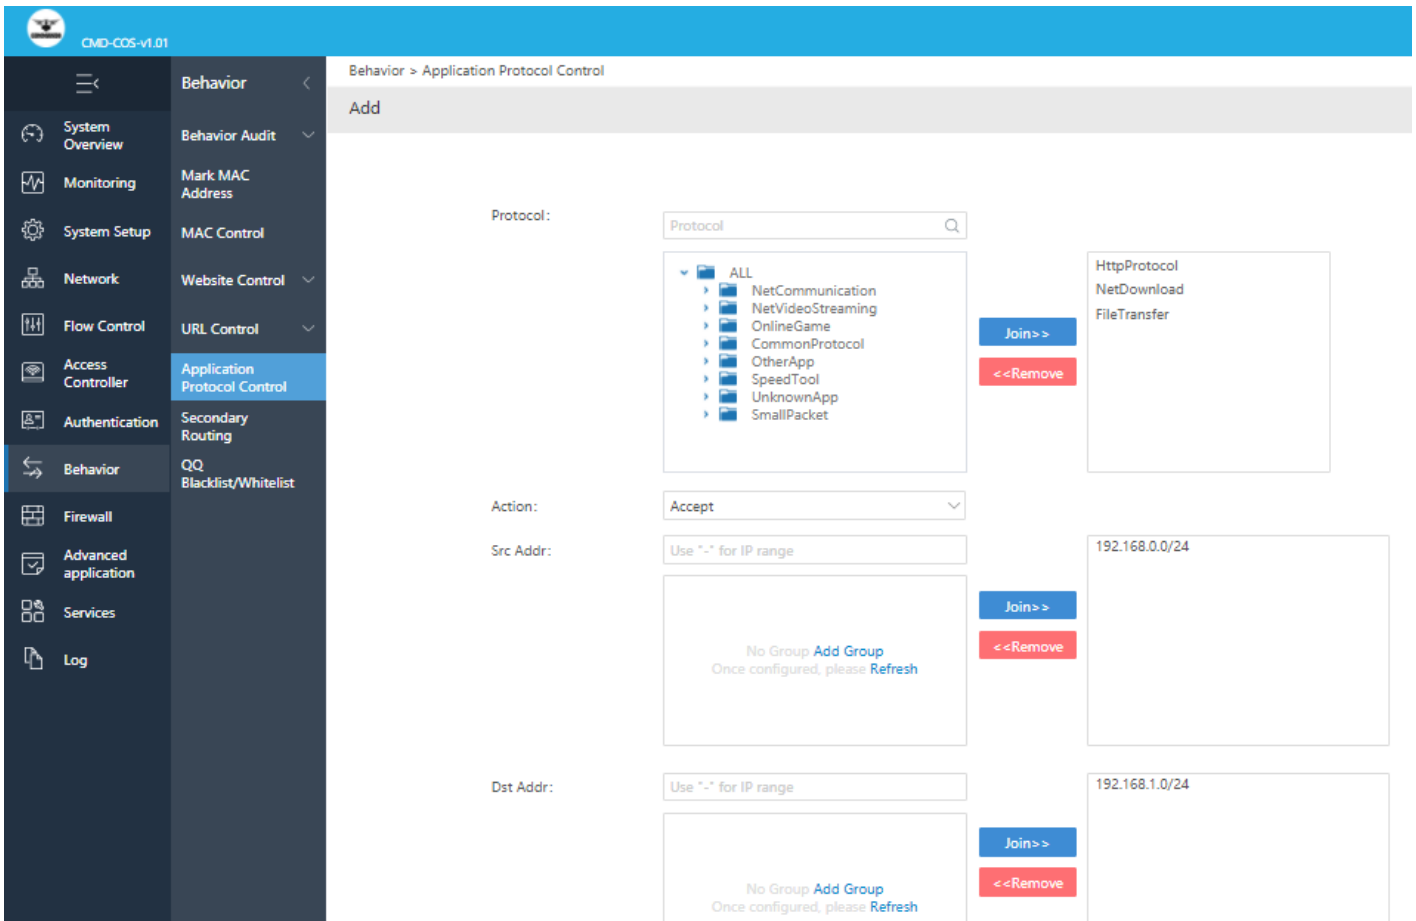 CMD-COS-v1.01
Behavior
Behavior > Application Protocol Control
Add
System
Overview
Monitoring
System Setup
Network
Flow Control
Access
Controller
Authentication
Behavior
Firewall
Advanced
application
Services
Log
Behavior Audit
Mark MAC
Address
MAC Control
Website Control
URL Control
Application
Protocol Control
Secondary
Routing
QQ
Blacklist/Whitelist
Protocol:
Protocol
ALL
NetCommunication
NetVideoStreaming
OnlineGame
CommonProtocol
OtherApp
SpeedTool
UnknownApp
SmallPacket
Join>>
<<Remove
HttpProtocol
NetDownload
FileTransfer
Action:
Accept
Src Addr:
Use "-" for IP range
No Group Add Group
Once configured, please Refresh
Join>>
<<Remove
192.168.0.0/24
Dst Addr:
Use "-" for IP range
No Group Add Group
Once configured, please Refresh
Join>>
<<Remove
192.168.1.0/24